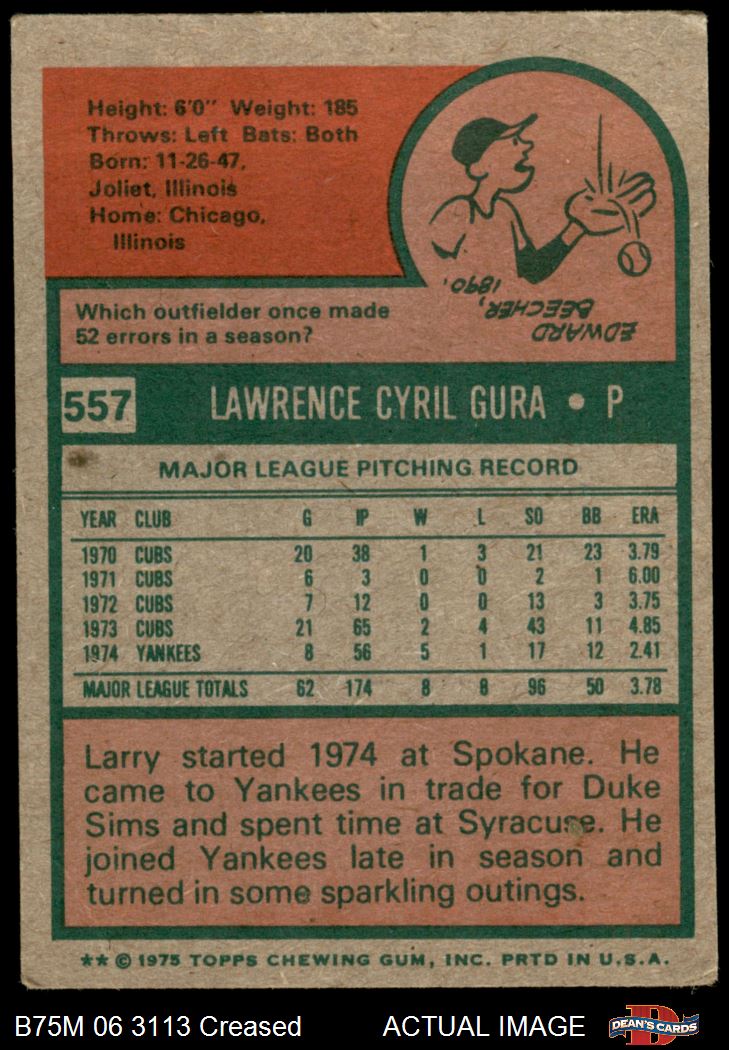 Height: 6'0" Weight: 185
Throws: Left Bats: Both
Born: 11-26-47,
Joliet, Illinois
Home: Chicago,
Illinois
Which outfielder once made
52 errors in a season?
EDWARD
BEECHER,
1890.
557 LAWRENCE CYRIL GURA • P
MAJOR LEAGUE PITCHING RECORD
YEAR CLUB G IP W L SO BB ERA
1970 CUBS 20 38 1 3 21 23 3.79
1971 CUBS 6 3 0 0 2 1 6.00
1972 CUBS 7 12 0 0 13 3 3.75
1973 CUBS 21 65 2 4 43 11 4.85
1974 YANKEES 8 56 5 1 17 12 2.41
MAJOR LEAGUE TOTALS 62 174 8 8 96 50 3.78
Larry started 1974 at Spokane. He
came to Yankees in trade for Duke
Sims and spent time at Syracuse. He
joined Yankees late in season and
turned in some sparkling outings.
** © 1975 TOPPS CHEWING GUM, INC. PRTD IN U.S.A.
B75M 06 3113 Creased ACTUAL IMAGE
D
DEAN'S CARDS